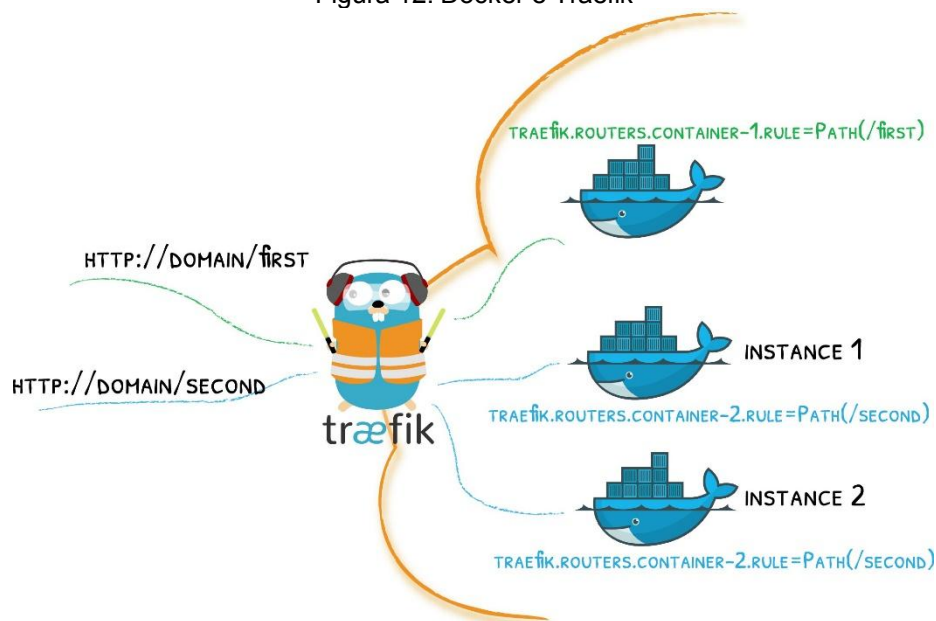 Figura 12. Docker e Traefik
TRAEFIK.ROUTERS.CONTAINER-1.RULE=PATH(/FIRST)
HTTP://DOMAIN/FIRST
INSTANCE 1
HTTP://DOMAIN/SECOND
TRAEFIK.ROUTERS.CONTAINER-2.RULE=PATH(/SECOND)
træfik
INSTANCE 2
TRAEFIK.ROUTERS.CONTAINER-2.RULE=PATH(/SECOND)